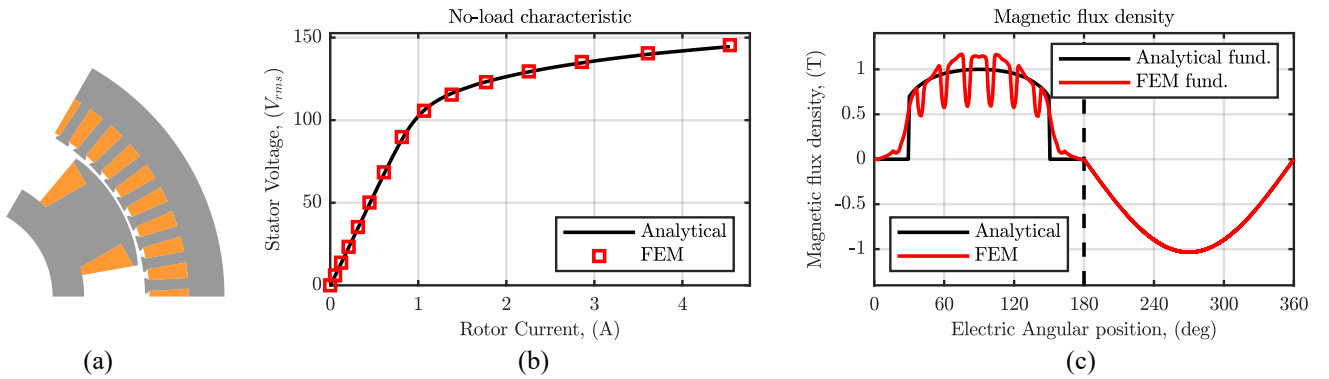 No-load characteristic
150
100
50
0
Stator Voltage, (V_rms)
0 1 2 3 4
Rotor Current, (A)
Analytical
FEM
Magnetic flux density
1
0.5
0
-0.5
-1
Magnetic flux density, (T)
0 60 120 180 240 300 360
Electric Angular position, (deg)
Analytical fund.
FEM fund.
Analytical
FEM
(a) (b) (c)